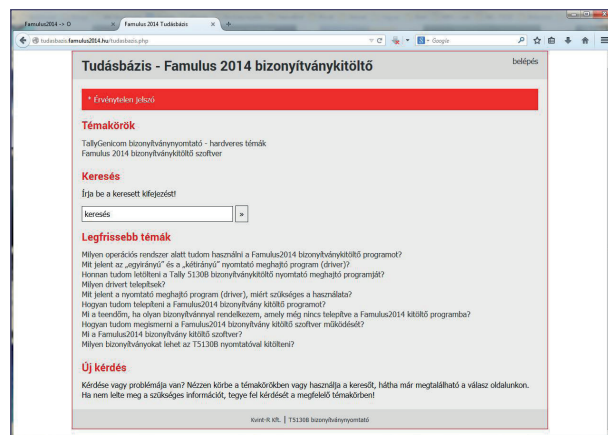 Famulus2014 -> O
Famulus 2014 Tudásbázis
tudasbazis.famulus2014.hu/tudasbazis.php
Google
Tudásbázis - Famulus 2014 bizonyítványkitöltő
belépés
* Érvénytelen jelszó
Témakörök
TallyGenicom bizonyítványnyomtató - hardveres témák
Famulus 2014 bizonyítványkitöltő szoftver
Keresés
Írja be a keresett kifejezést!
keresés »
Legfrissebb témák
Milyen operációs rendszer alatt tudom használni a Famulus2014 bizonyítványkitöltő programot?
Mit jelent az „egyirányú” és a „kétirányú” nyomtató meghajtó program (driver)?
Honnan tudom letölteni a Tally 5130B bizonyítványkitöltő nyomtató meghajtó programját?
Milyen drivert telepítsek?
Mit jelent a nyomtató meghajtó program (driver), miért szükséges a használata?
Hogyan tudom telepíteni a Famulus2014 bizonyítvány kitöltő programot?
Mi a teendőm, ha olyan bizonyítvánnyal rendelkezem, amely még nincs telepítve a Famulus2014 kitöltő programba?
Hogyan tudom megismerni a Famulus2014 bizonyítvány kitöltő szoftver működését?
Mi a Famulus2014 bizonyítvány kitöltő szoftver?
Milyen bizonyítványokat lehet az T5130B nyomtatóval kitölteni?
Új kérdés
Kérdése vagy problémája van? Nézzen körbe a témakörökben vagy használja a keresőt, hátha már megtalálható a válasz oldalunkon.
Ha nem lelte meg a szükséges információt, tegye fel kérdését a megfelelő témakörben!
Kvint-R Kft. | T5130B bizonyítványnyomtató